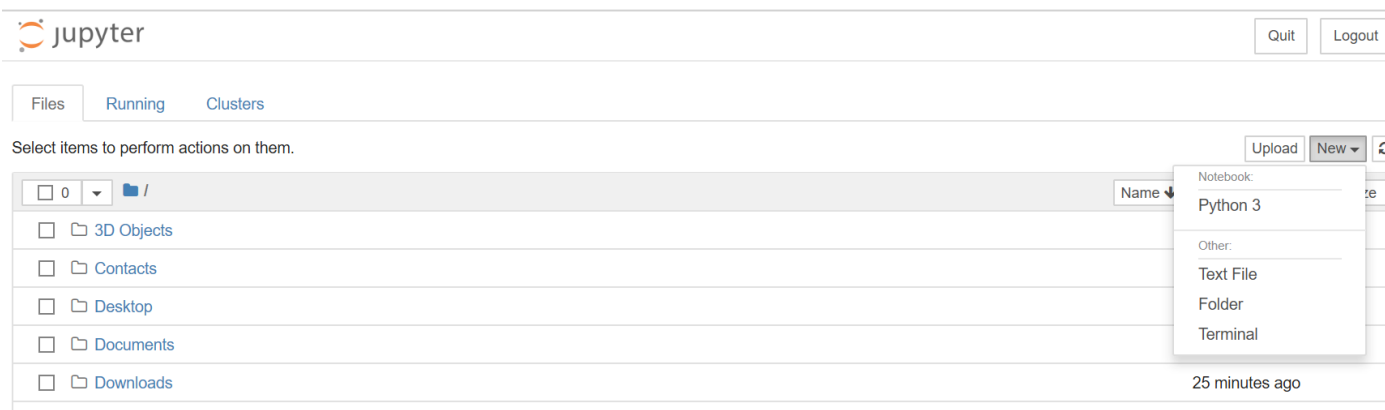 jupyter
Quit Logout
Files Running Clusters
Select items to perform actions on them.
Upload New
0 /
Name
Notebook:
Python 3
Other:
Text File
Folder
Terminal
3D Objects
Contacts
Desktop
Documents
Downloads
25 minutes ago